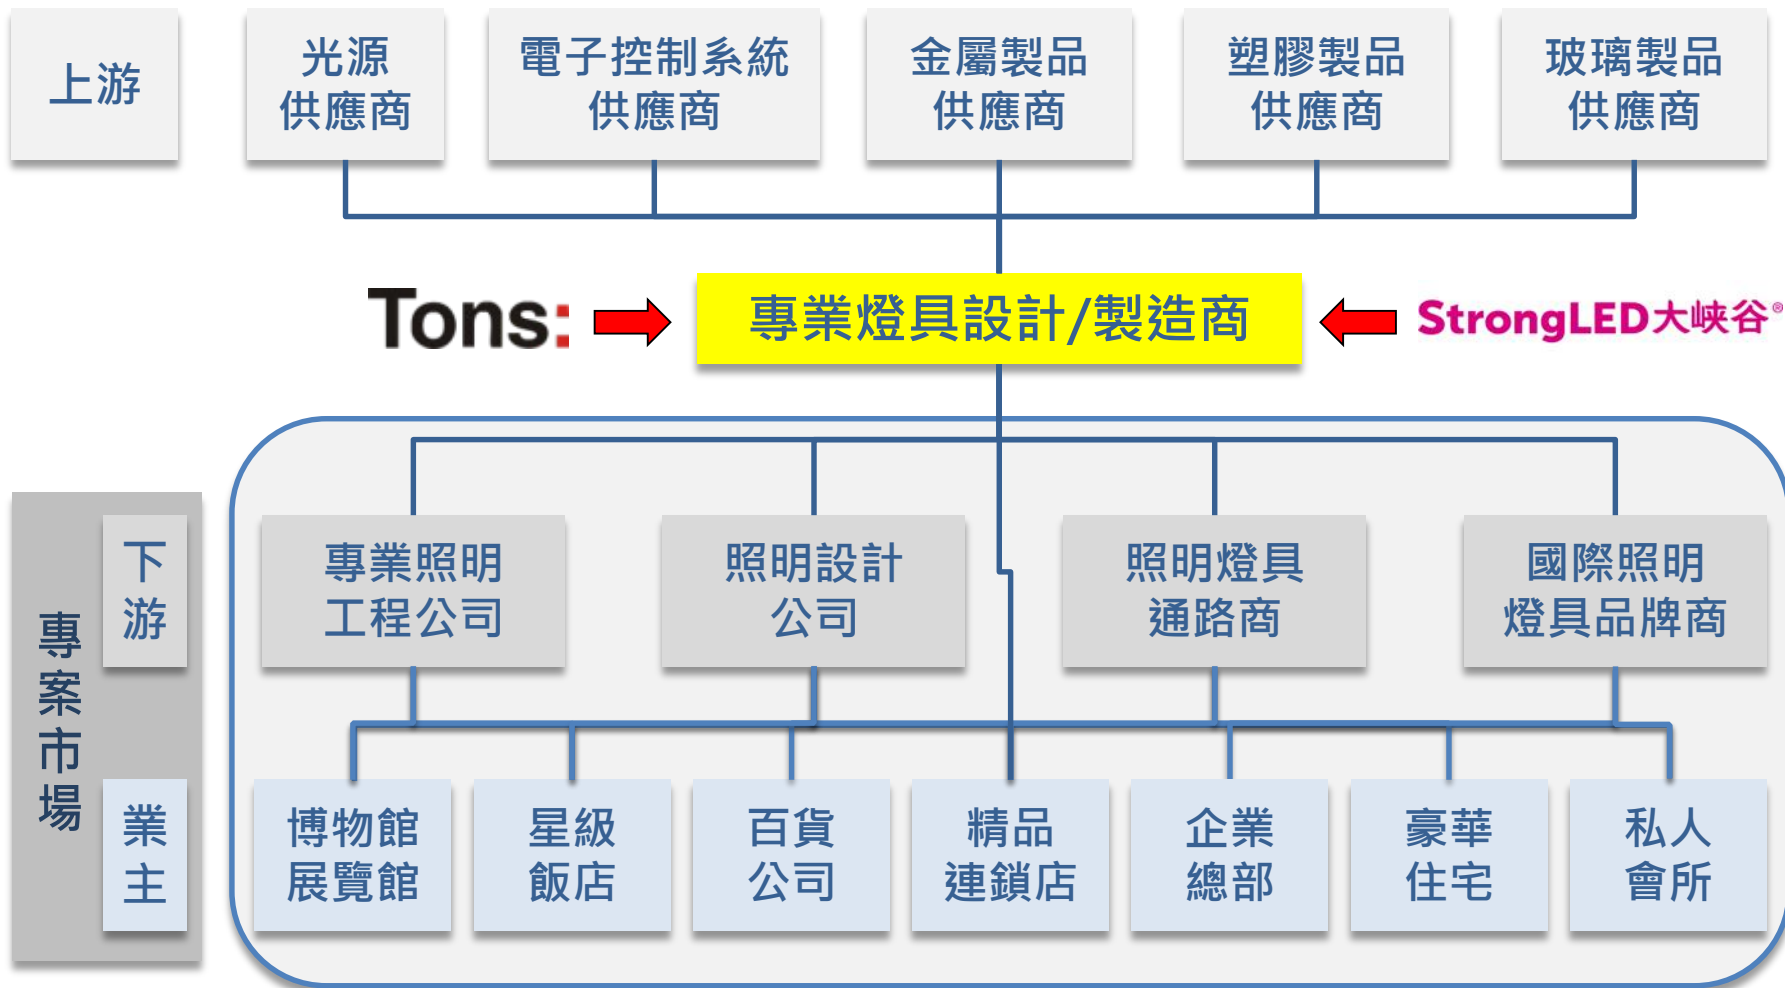 上游
光源
供應商
電子控制系統
供應商
金屬製品
供應商
塑膠製品
供應商
玻璃製品
供應商
Tons:
專業燈具設計/製造商
StrongLED大峡谷®
專案市場
下游
專業照明
工程公司
照明設計
公司
照明燈具
通路商
國際照明
燈具品牌商
業主
博物館
展覽館
星級
飯店
百貨
公司
精品
連鎖店
企業
總部
豪華
住宅
私人
會所